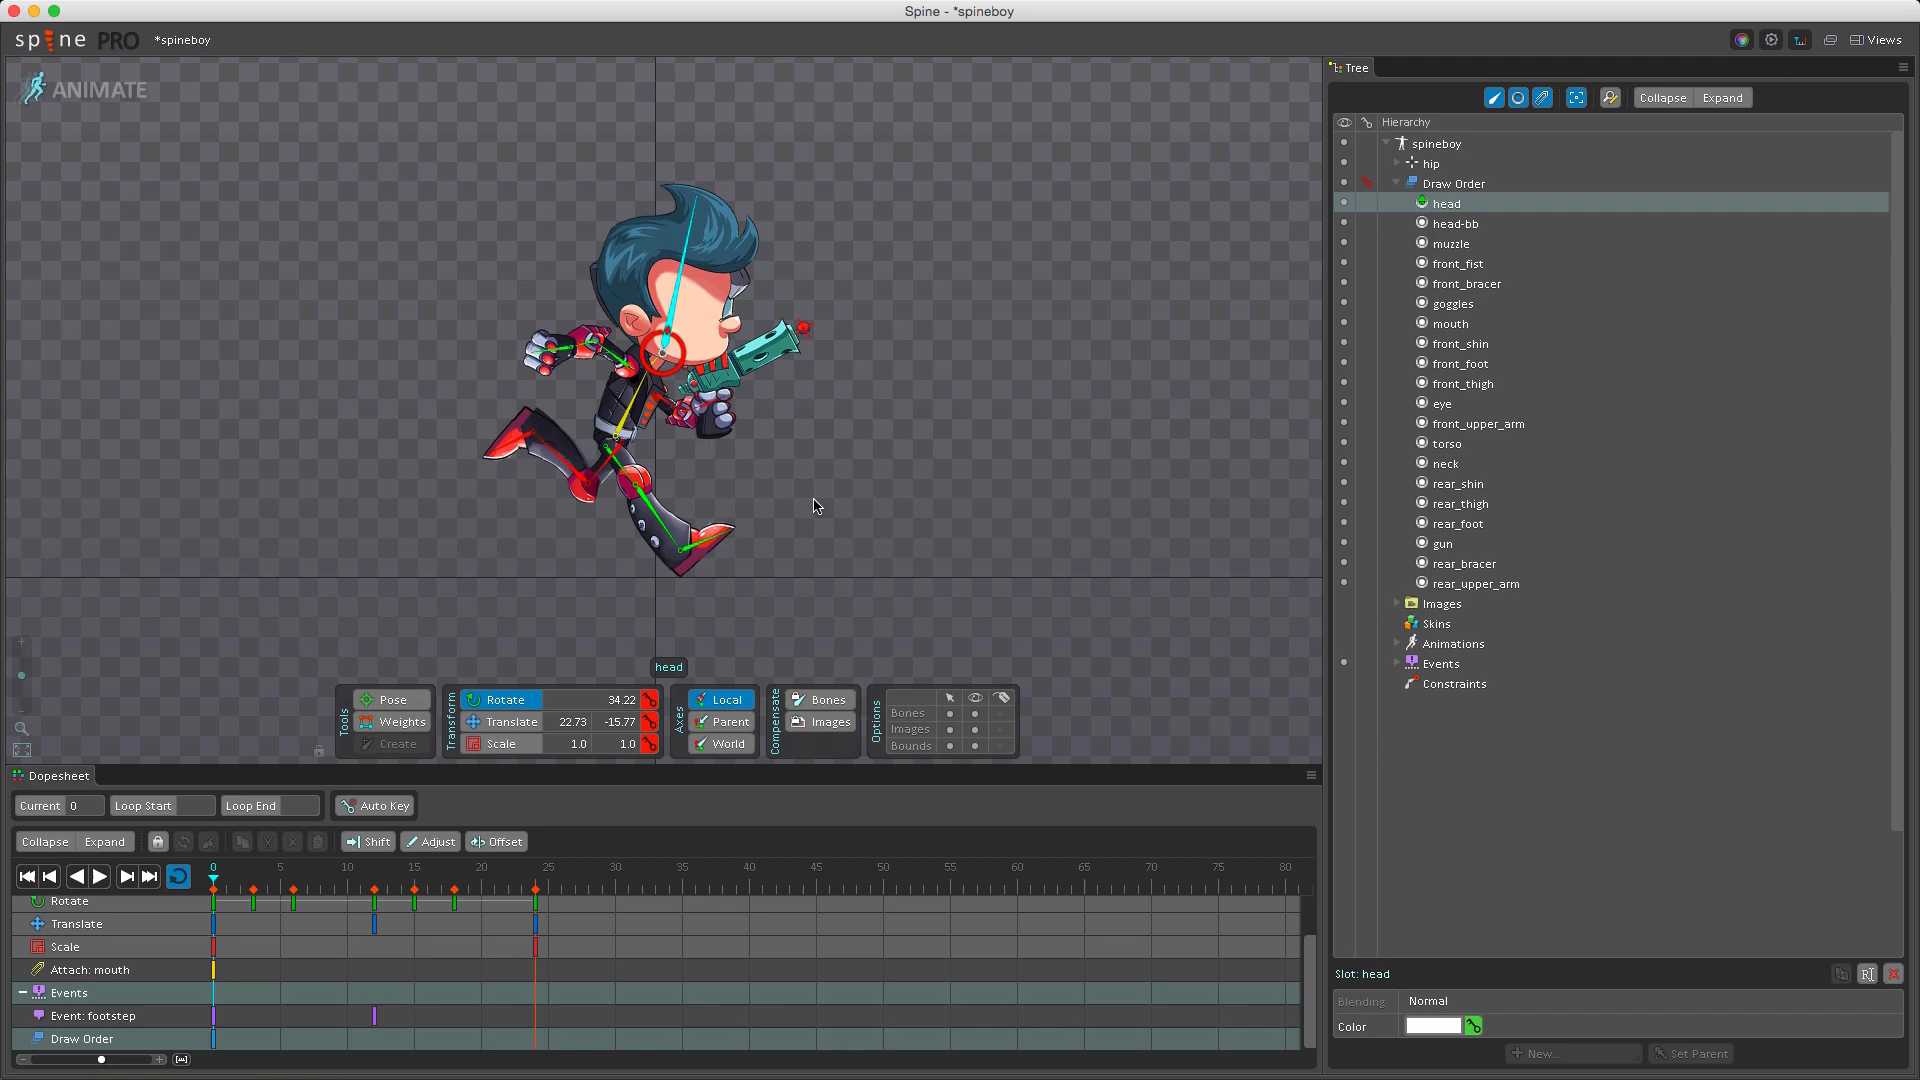 Spine - *spineboy
spine PRO *spineboy
Views
ANIMATE
Tree
Collapse Expand
Hierarchy
spineboy
hip
Draw Order
head
head-bb
muzzle
front_fist
front_bracer
goggles
mouth
front_shin
front_foot
front_thigh
eye
front_upper_arm
torso
neck
rear_shin
rear_thigh
rear_foot
gun
rear_bracer
rear_upper_arm
Images
Skins
Animations
Events
Constraints
head
Tools
Pose
Weights
Create
Transform
Rotate 34.22
Translate 22.73 -15.77
Scale 1.0 1.0
Axes
Local
Parent
World
Compensate
Bones
Images
Options
Bones
Images
Bounds
Dopesheet
Current 0 Loop Start Loop End Auto Key
Collapse Expand Shift Adjust Offset
0 5 10 15 20 25 30 35 40 45 50 55 60 65 70 75 80
Rotate
Translate
Scale
Attach: mouth
Events
Event: footstep
Draw Order
Slot: head
Blending Normal
Color
New... Set Parent